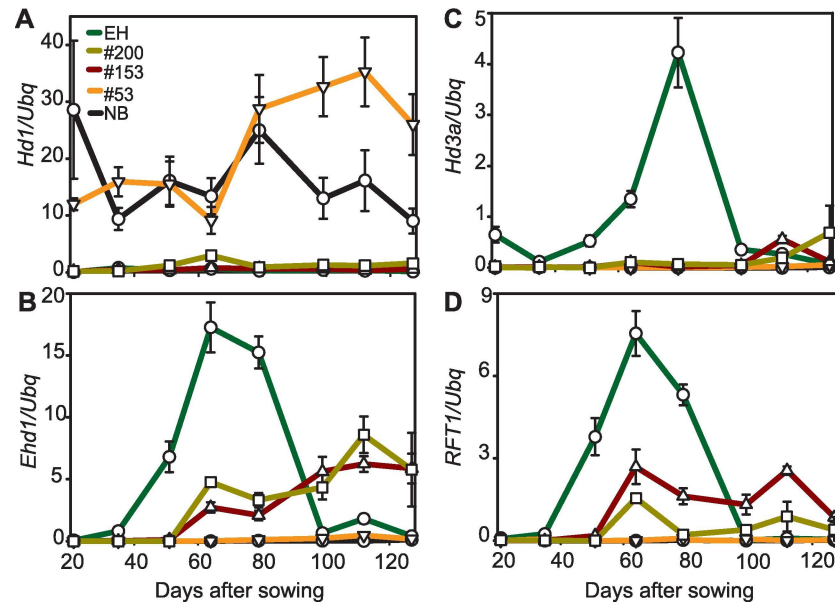 A
Hd1/Ubq
40
30
20
10
0
EH
#200
#153
#53
NB
C
Hd3a/Ubq
5
4
3
2
1
0
B
Ehd1/Ubq
20
15
10
5
0
20 40 60 80 100 120
Days after sowing
D
RFT1/Ubq
9
6
3
0
20 40 60 80 100 120
Days after sowing